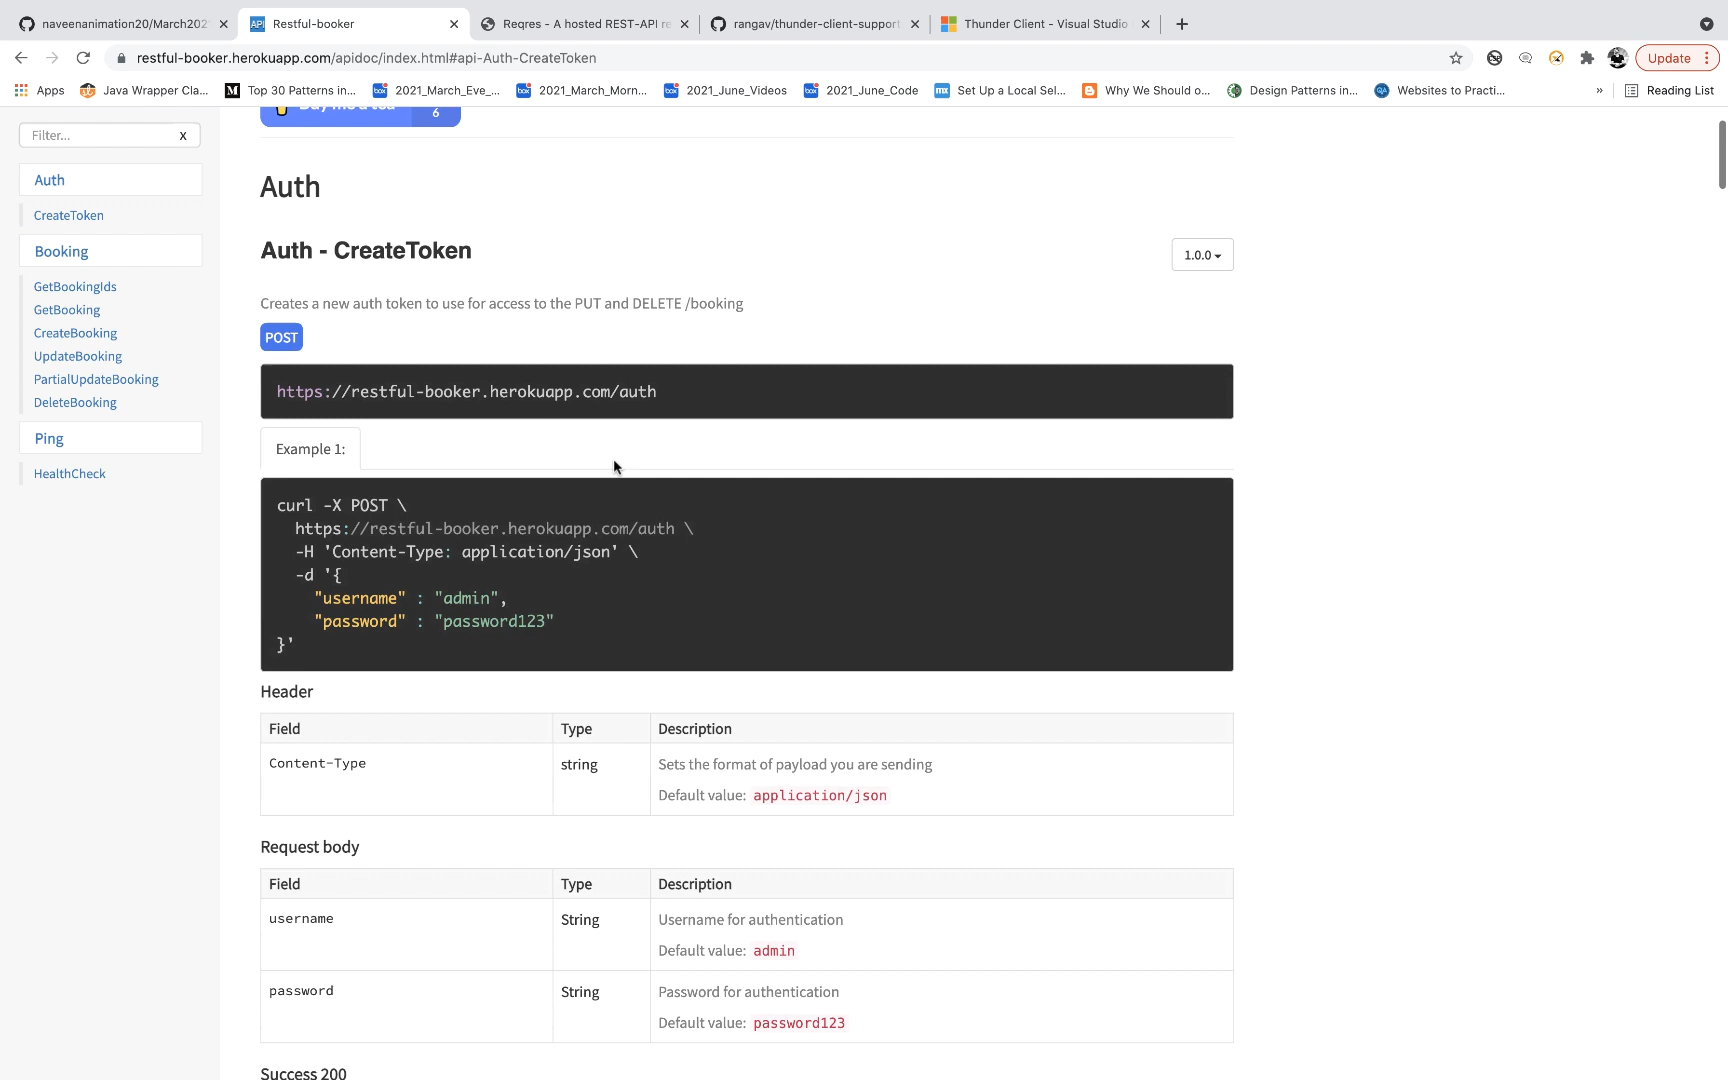 naveenanimation20/March202
Restful-booker
Reqres - A hosted REST-API re
rangav/thunder-client-support
Thunder Client - Visual Studio
restful-booker.herokuapp.com/apidoc/index.html#api-Auth-CreateToken
Update
Apps
Java Wrapper Cla...
Top 30 Patterns in...
2021_March_Eve_...
2021_March_Morn...
2021_June_Videos
2021_June_Code
Set Up a Local Sel...
Why We Should o...
Design Patterns in...
Websites to Practi...
»
Reading List
Buy me a tea
6
Filter...
x
Auth
CreateToken
Booking
GetBookingIds
GetBooking
CreateBooking
UpdateBooking
PartialUpdateBooking
DeleteBooking
Ping
HealthCheck
Auth
Auth - CreateToken
1.0.0
Creates a new auth token to use for access to the PUT and DELETE /booking
POST
https://restful-booker.herokuapp.com/auth
Example 1:
curl -X POST \
https://restful-booker.herokuapp.com/auth \
-H 'Content-Type: application/json' \
-d '{
"username" : "admin",
"password" : "password123"
}'
Header
Field Type Description
Content-Type string Sets the format of payload you are sending
Default value: application/json
Request body
Field Type Description
username String Username for authentication
Default value: admin
password String Password for authentication
Default value: password123
Success 200